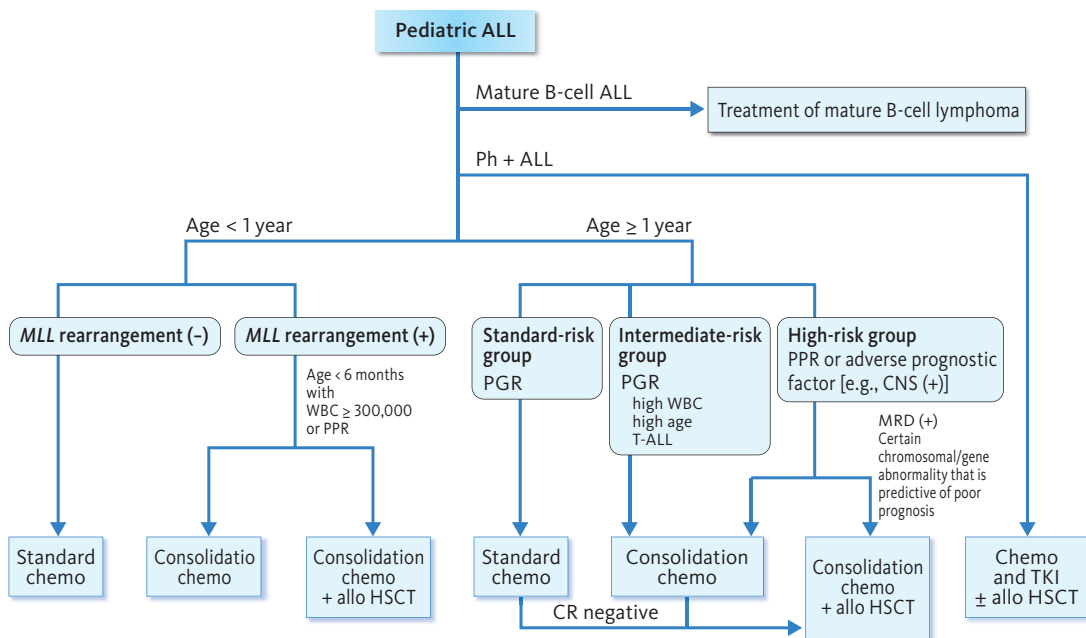 Pediatric ALL
Mature B-cell ALL
Treatment of mature B-cell lymphoma
Ph + ALL
Age < 1 year
Age ≥ 1 year
MLL rearrangement (–)
MLL rearrangement (+)
Age < 6 months
with
WBC ≥ 300,000
or PPR
Standard-risk
group
PGR
Intermediate-risk
group
PGR
high WBC
high age
T-ALL
High-risk group
PPR or adverse prognostic
factor [e.g., CNS (+)]
MRD (+)
Certain
chromosomal/gene
abnormality that is
predictive of poor
prognosis
Standard
chemo
Consolidatio
chemo
Consolidation
chemo
+ allo HSCT
Standard
chemo
Consolidation
chemo
Consolidation
chemo
+ allo HSCT
Chemo
and TKI
± allo HSCT
CR negative